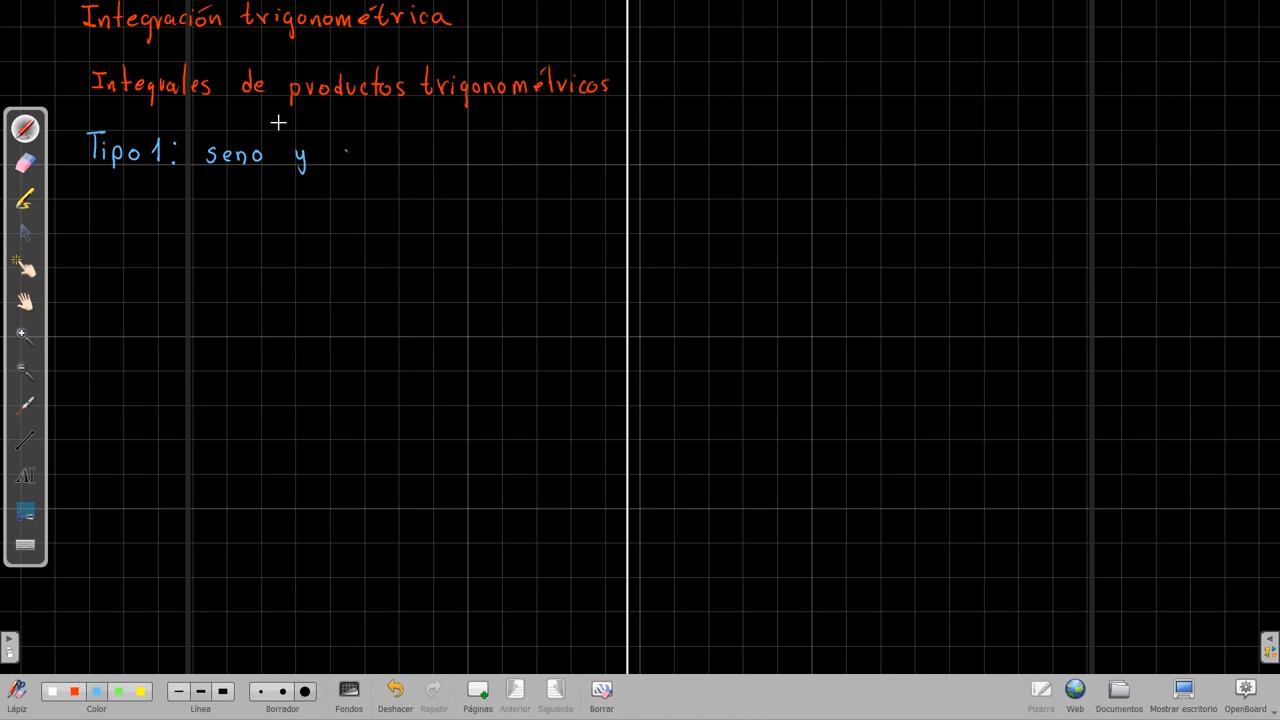 Integración trigonométrica
Integrales de productos trigonométricos
Tipo 1: seno y
AI
Lápiz
Color
Línea
Borrador
Fondos
Deshacer
Repetir
Páginas
Anterior
Siguiente
Borrar
Pizarra
Web
Documentos
Mostrar escritorio
OpenBoard